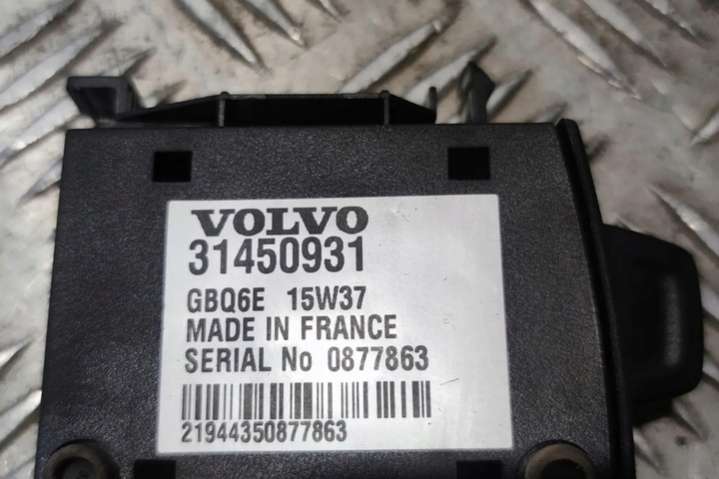 VOLVO
31450931
GBQ6E 15W37
MADE IN FRANCE
SERIAL No 0877863
21944350877863